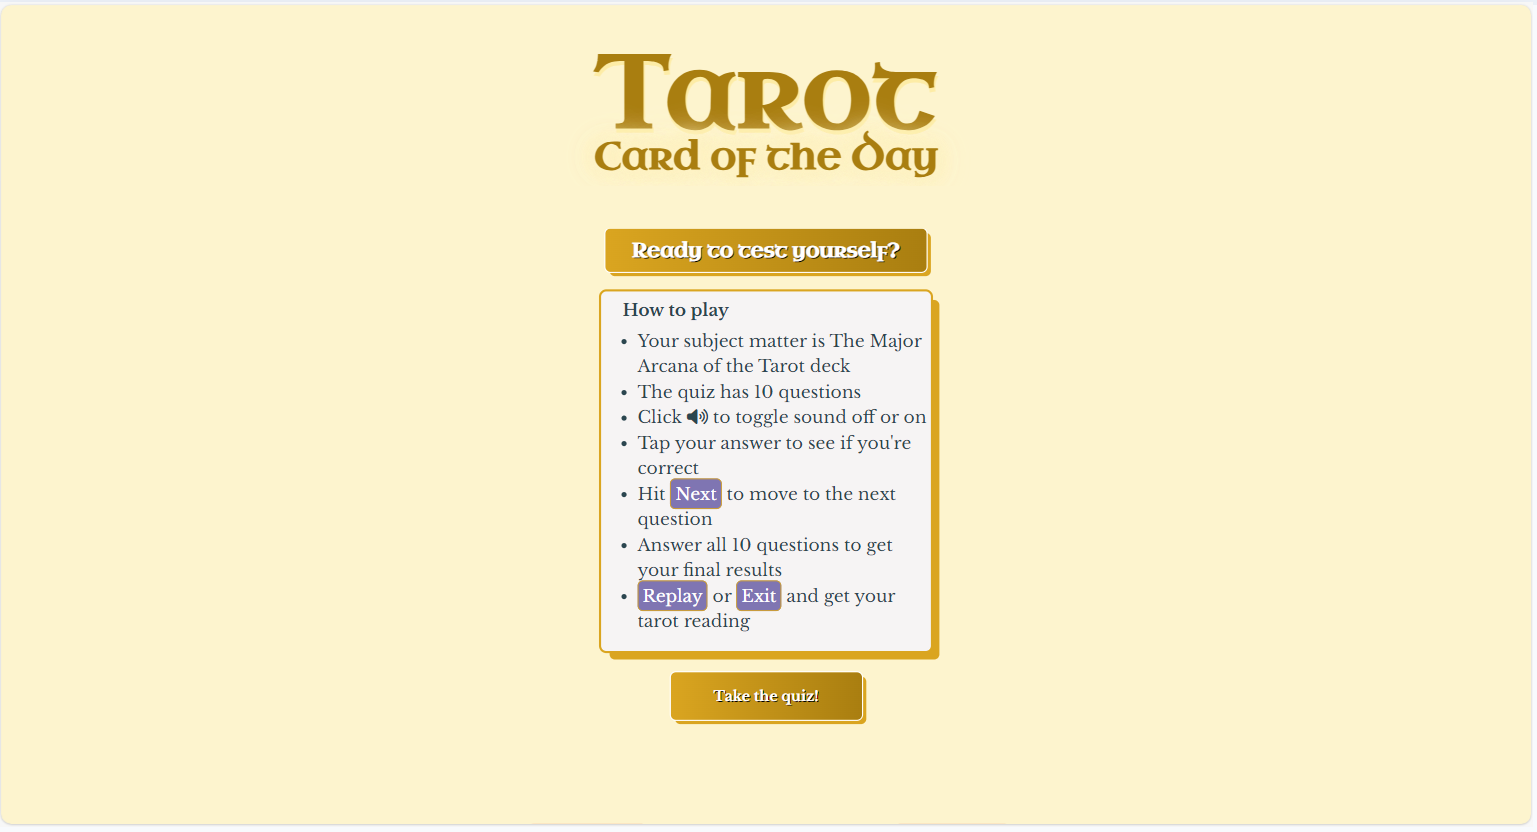 Tarot
Card of the Day
Ready to test yourself?
How to play
• Your subject matter is The Major
Arcana of the Tarot deck
• The quiz has 10 questions
• Click to toggle sound off or on
• Tap your answer to see if you're
correct
• Hit Next to move to the next
question
• Answer all 10 questions to get
your final results
• Replay or Exit and get your
tarot reading
Take the quiz!